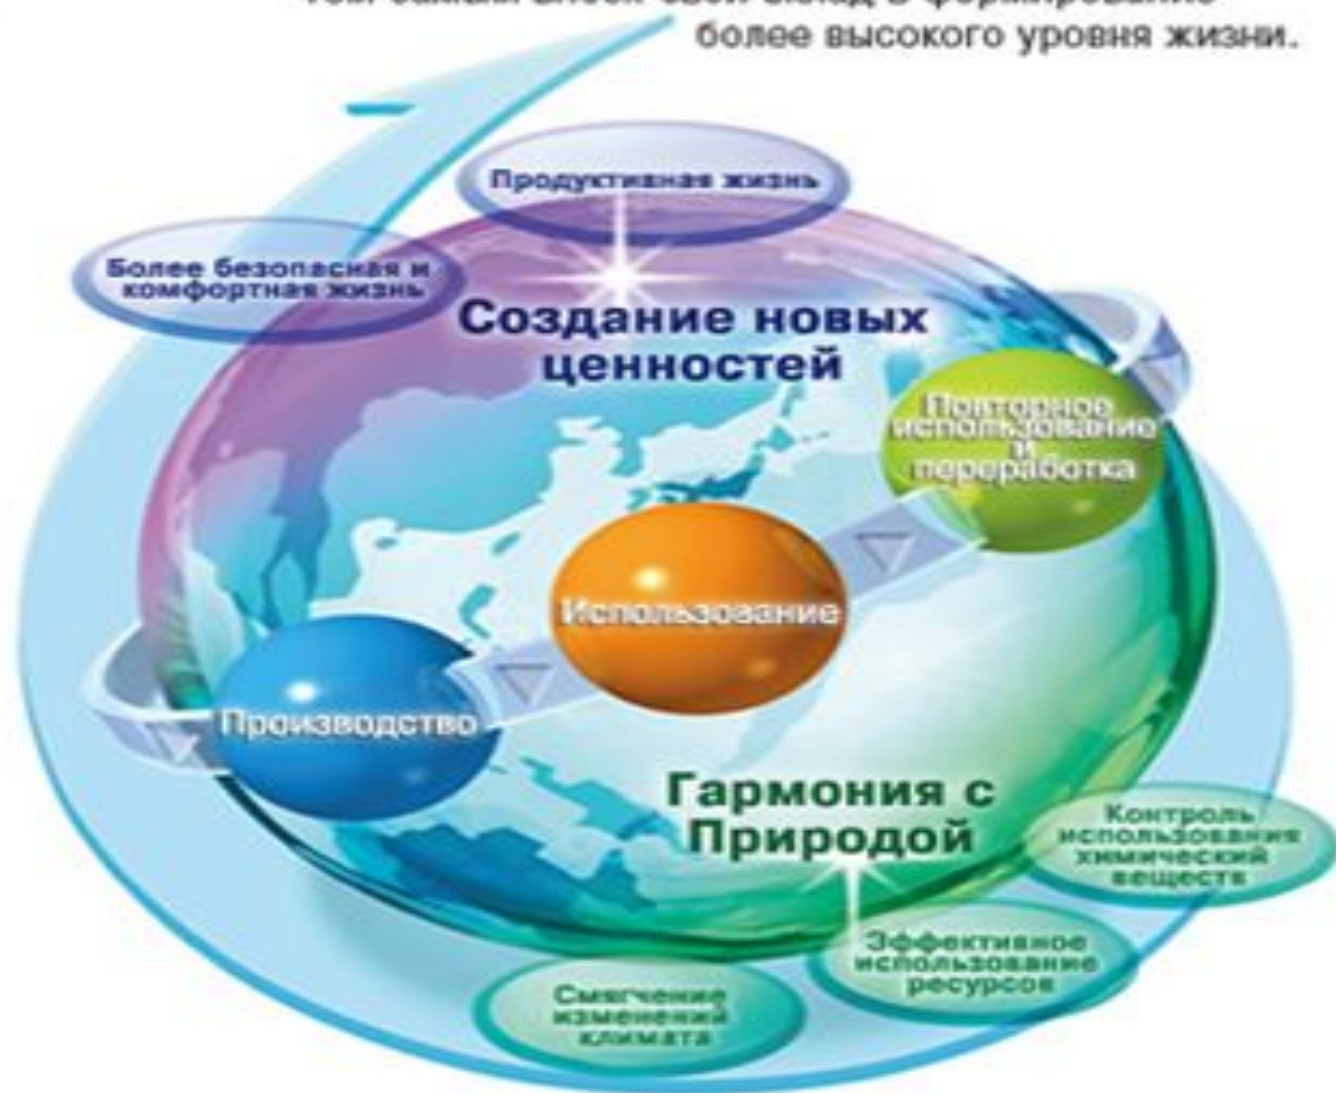 более высокого уровня жизни.
Продуктивная жизнь
Более безопасная и
комфортная жизнь
Создание новых
ценностей
Повторное
использование
и
переработка
Использование
Производство
Гармония с
Природой
Контроль
использования
химический
веществ
Эффективное
использование
ресурсов
Смягчение
изменений
климата